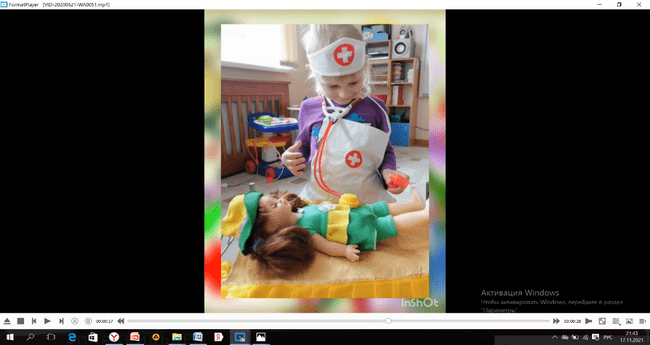 FormatPlayer [VID-20200621-WA0051.mp4]
InShOt
Активация Windows
Чтобы активировать Windows, перейдите в раздел
"Параметры".
00:00:17
00:00:28
РУС
21:43
17.11.2021